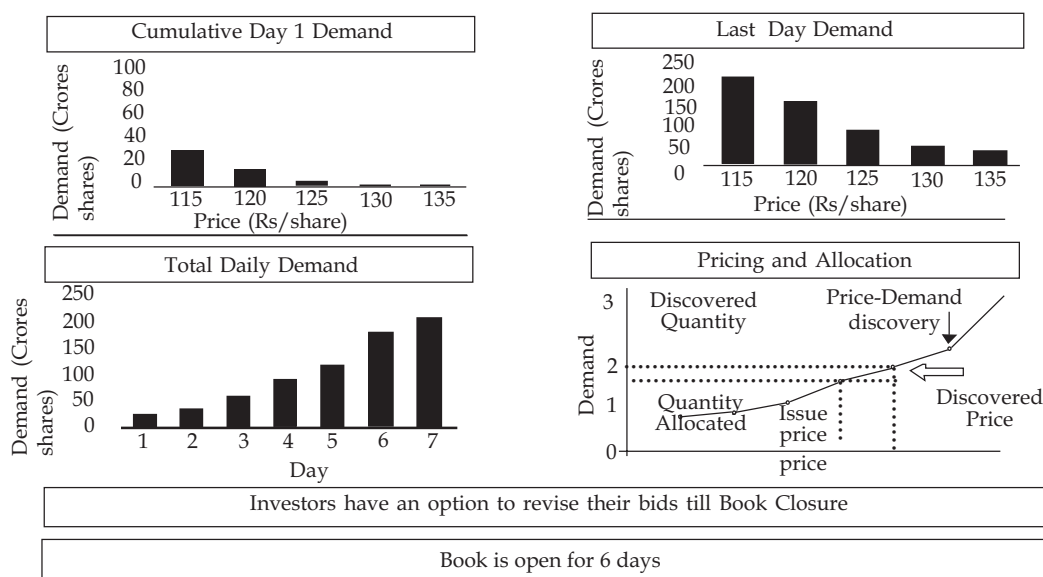 Cumulative Day 1 Demand
Demand (Crores
shares)
100
80
60
40
20
0
115 120 125 130 135
Price (Rs/share)
Last Day Demand
Demand (Crores
shares)
250
200
150
100
50
0
115 120 125 130 135
Price (Rs/share)
Total Daily Demand
Demand (Crores
shares)
250
200
150
100
50
0
1 2 3 4 5 6 7
Day
Pricing and Allocation
Demand
3
2
1
0
Discovered
Quantity
Price-Demand
discovery
Quantity
Allocated
Issue
price
price
Discovered
Price
Investors have an option to revise their bids till Book Closure
Book is open for 6 days